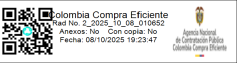 Colombia Compra Eficiente
Rad No. 2_2025_10_08_010652
Anexos: No Con copia: No
Fecha: 08/10/2025 19:23:47
Agencia Nacional
de Contratación Pública
Colombia Compra Eficiente